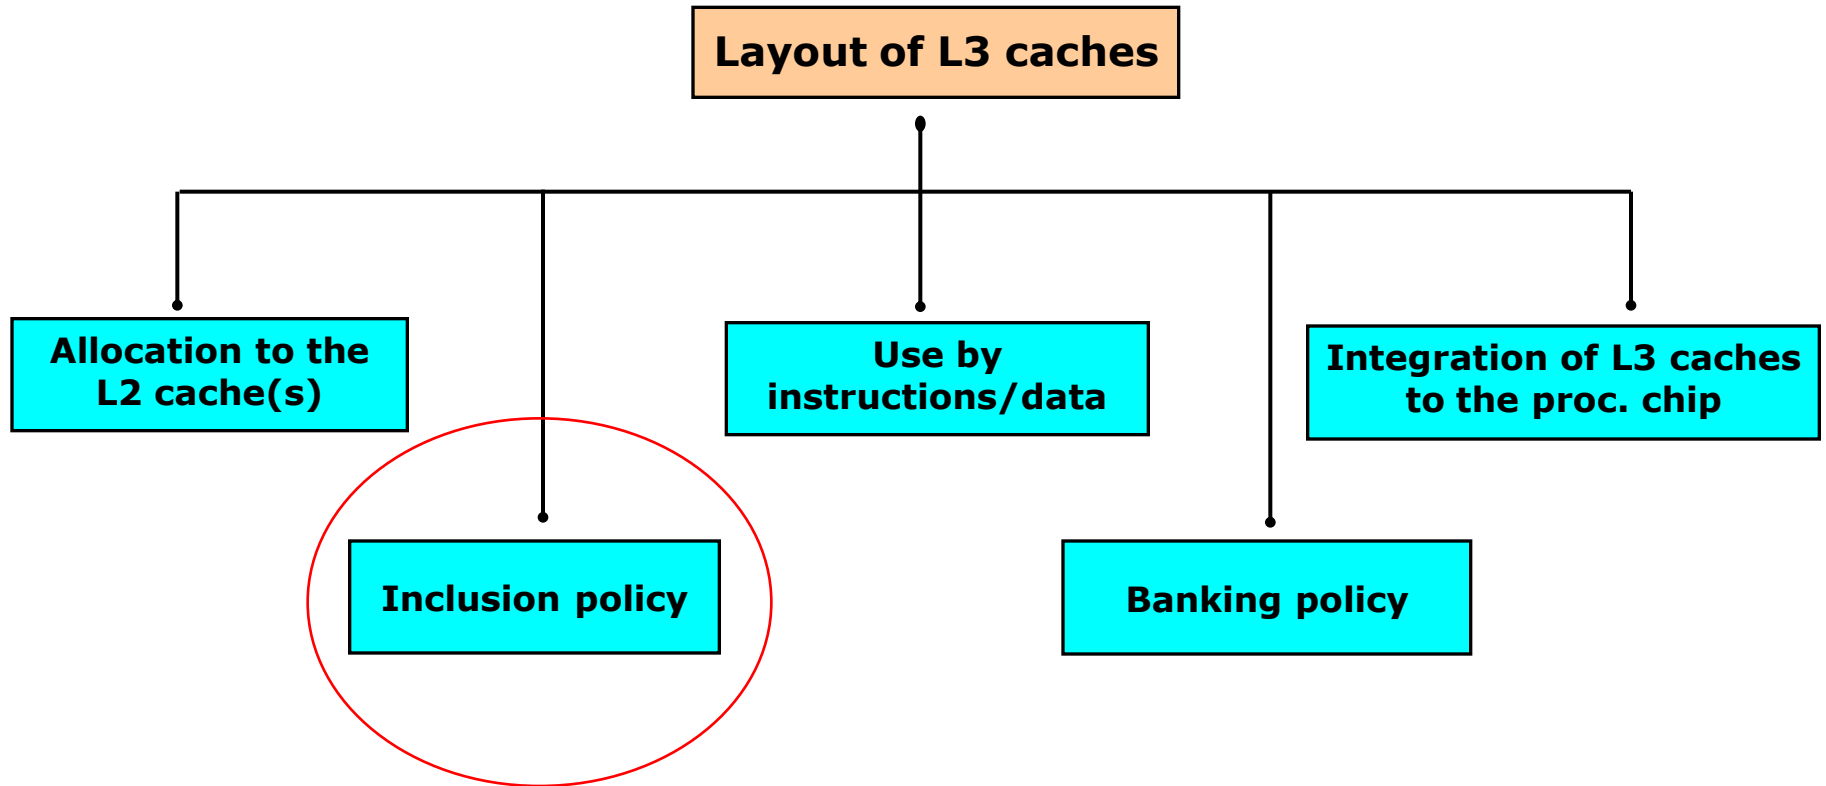 Layout of L3 caches
Allocation to the
L2 cache(s)
Use by
instructions/data
Integration of L3 caches
to the proc. chip
Inclusion policy
Banking policy